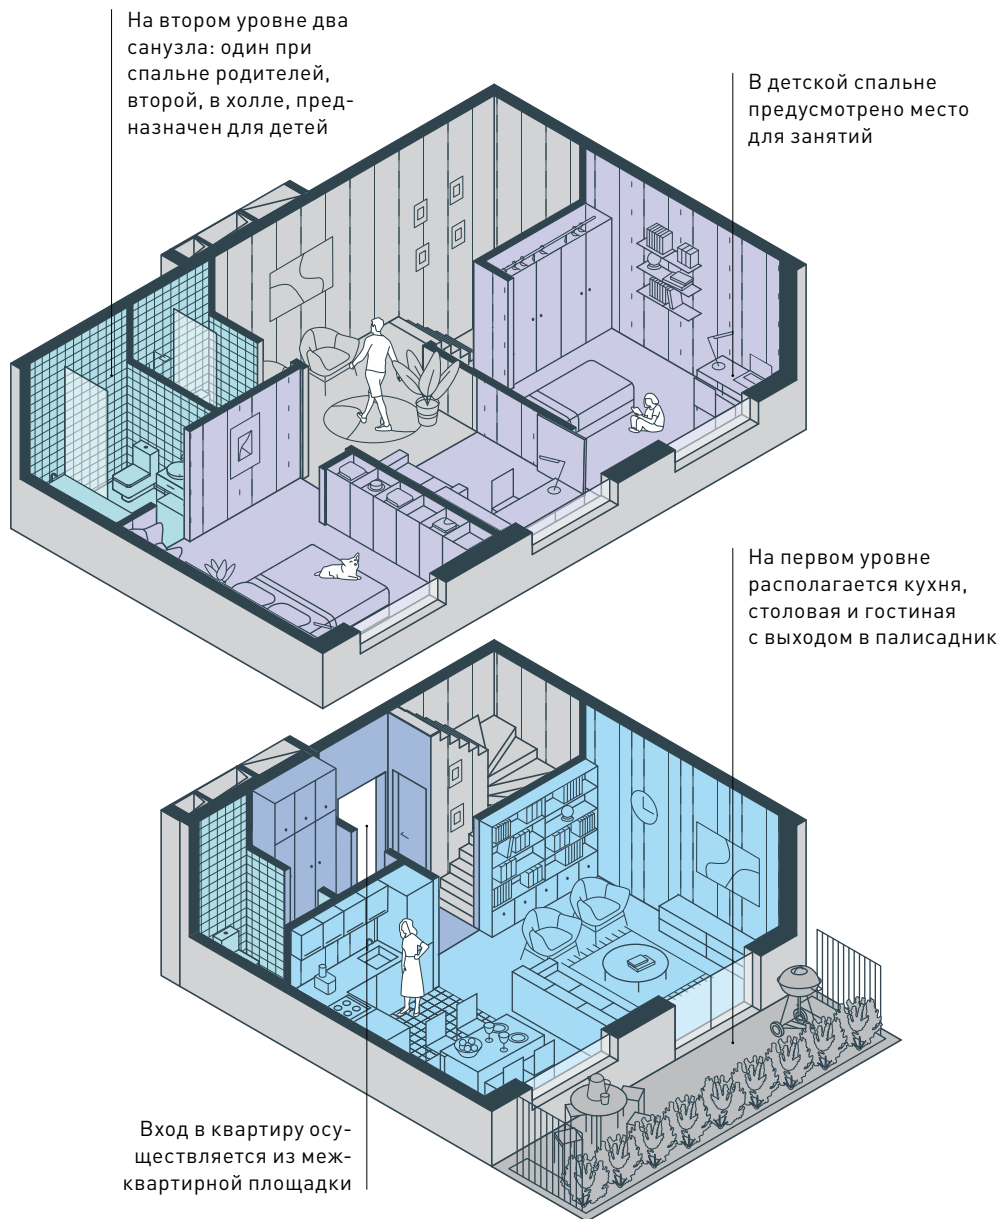 На втором уровне два
санузла: один при
спальне родителей,
второй, в холле, пред-
назначен для детей
В детской спальне
предусмотрено место
для занятий
На первом уровне
располагается кухня,
столовая и гостиная
с выходом в палисадник
Вход в квартиру осу-
ществляется из меж-
квартирной площадки